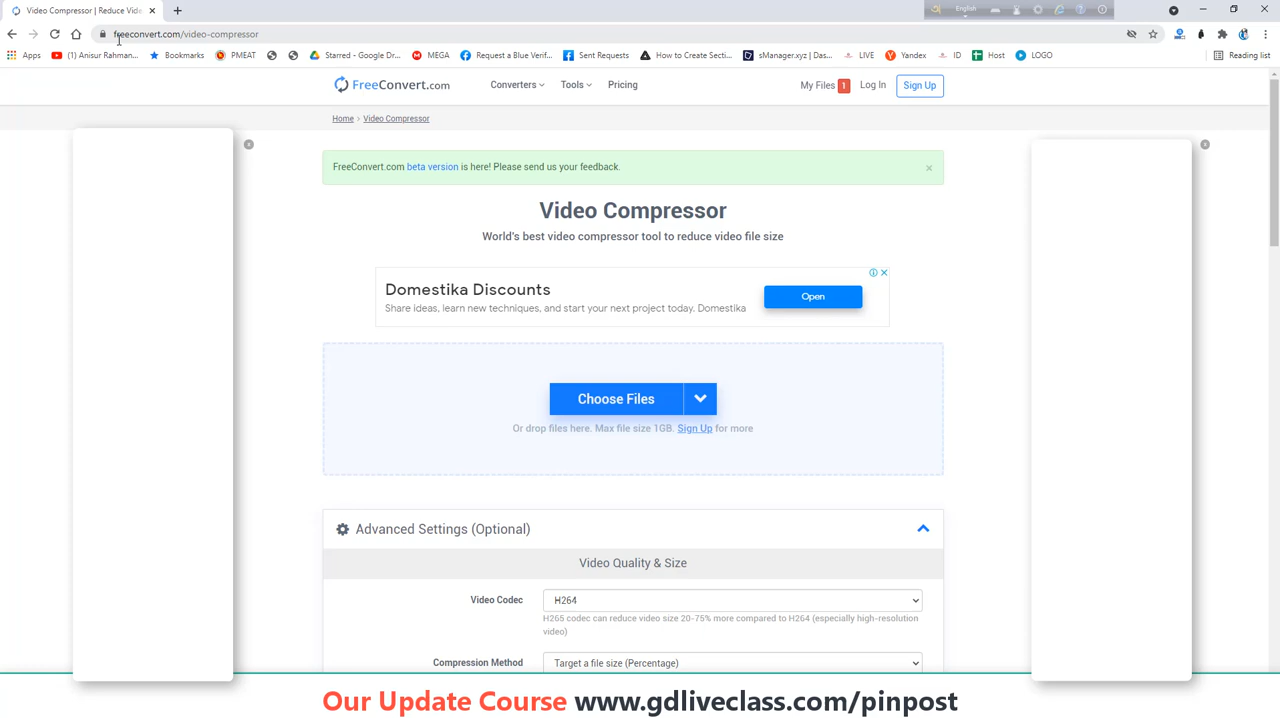 Video Compressor | Reduce Vide
English
freeconvert.com/video-compressor
Apps
(1) Anisur Rahman...
Bookmarks
PMEAT
Starred - Google Dr...
MEGA
Request a Blue Verif...
Sent Requests
How to Create Secti...
sManager.xyz | Das...
LIVE
Yandex
ID
Host
LOGO
Reading list
FreeConvert.com
Converters
Tools
Pricing
My Files 1
Log In
Sign Up
Home > Video Compressor
FreeConvert.com beta version is here! Please send us your feedback.
Video Compressor
World's best video compressor tool to reduce video file size
Domestika Discounts
Share ideas, learn new techniques, and start your next project today. Domestika
Open
Choose Files
Or drop files here. Max file size 1GB. Sign Up for more
Advanced Settings (Optional)
Video Quality & Size
Video Codec
H264
H265 codec can reduce video size 20-75% more compared to H264 (especially high-resolution
video)
Compression Method
Target a file size (Percentage)
Our Update Course www.gdliveclass.com/pinpost